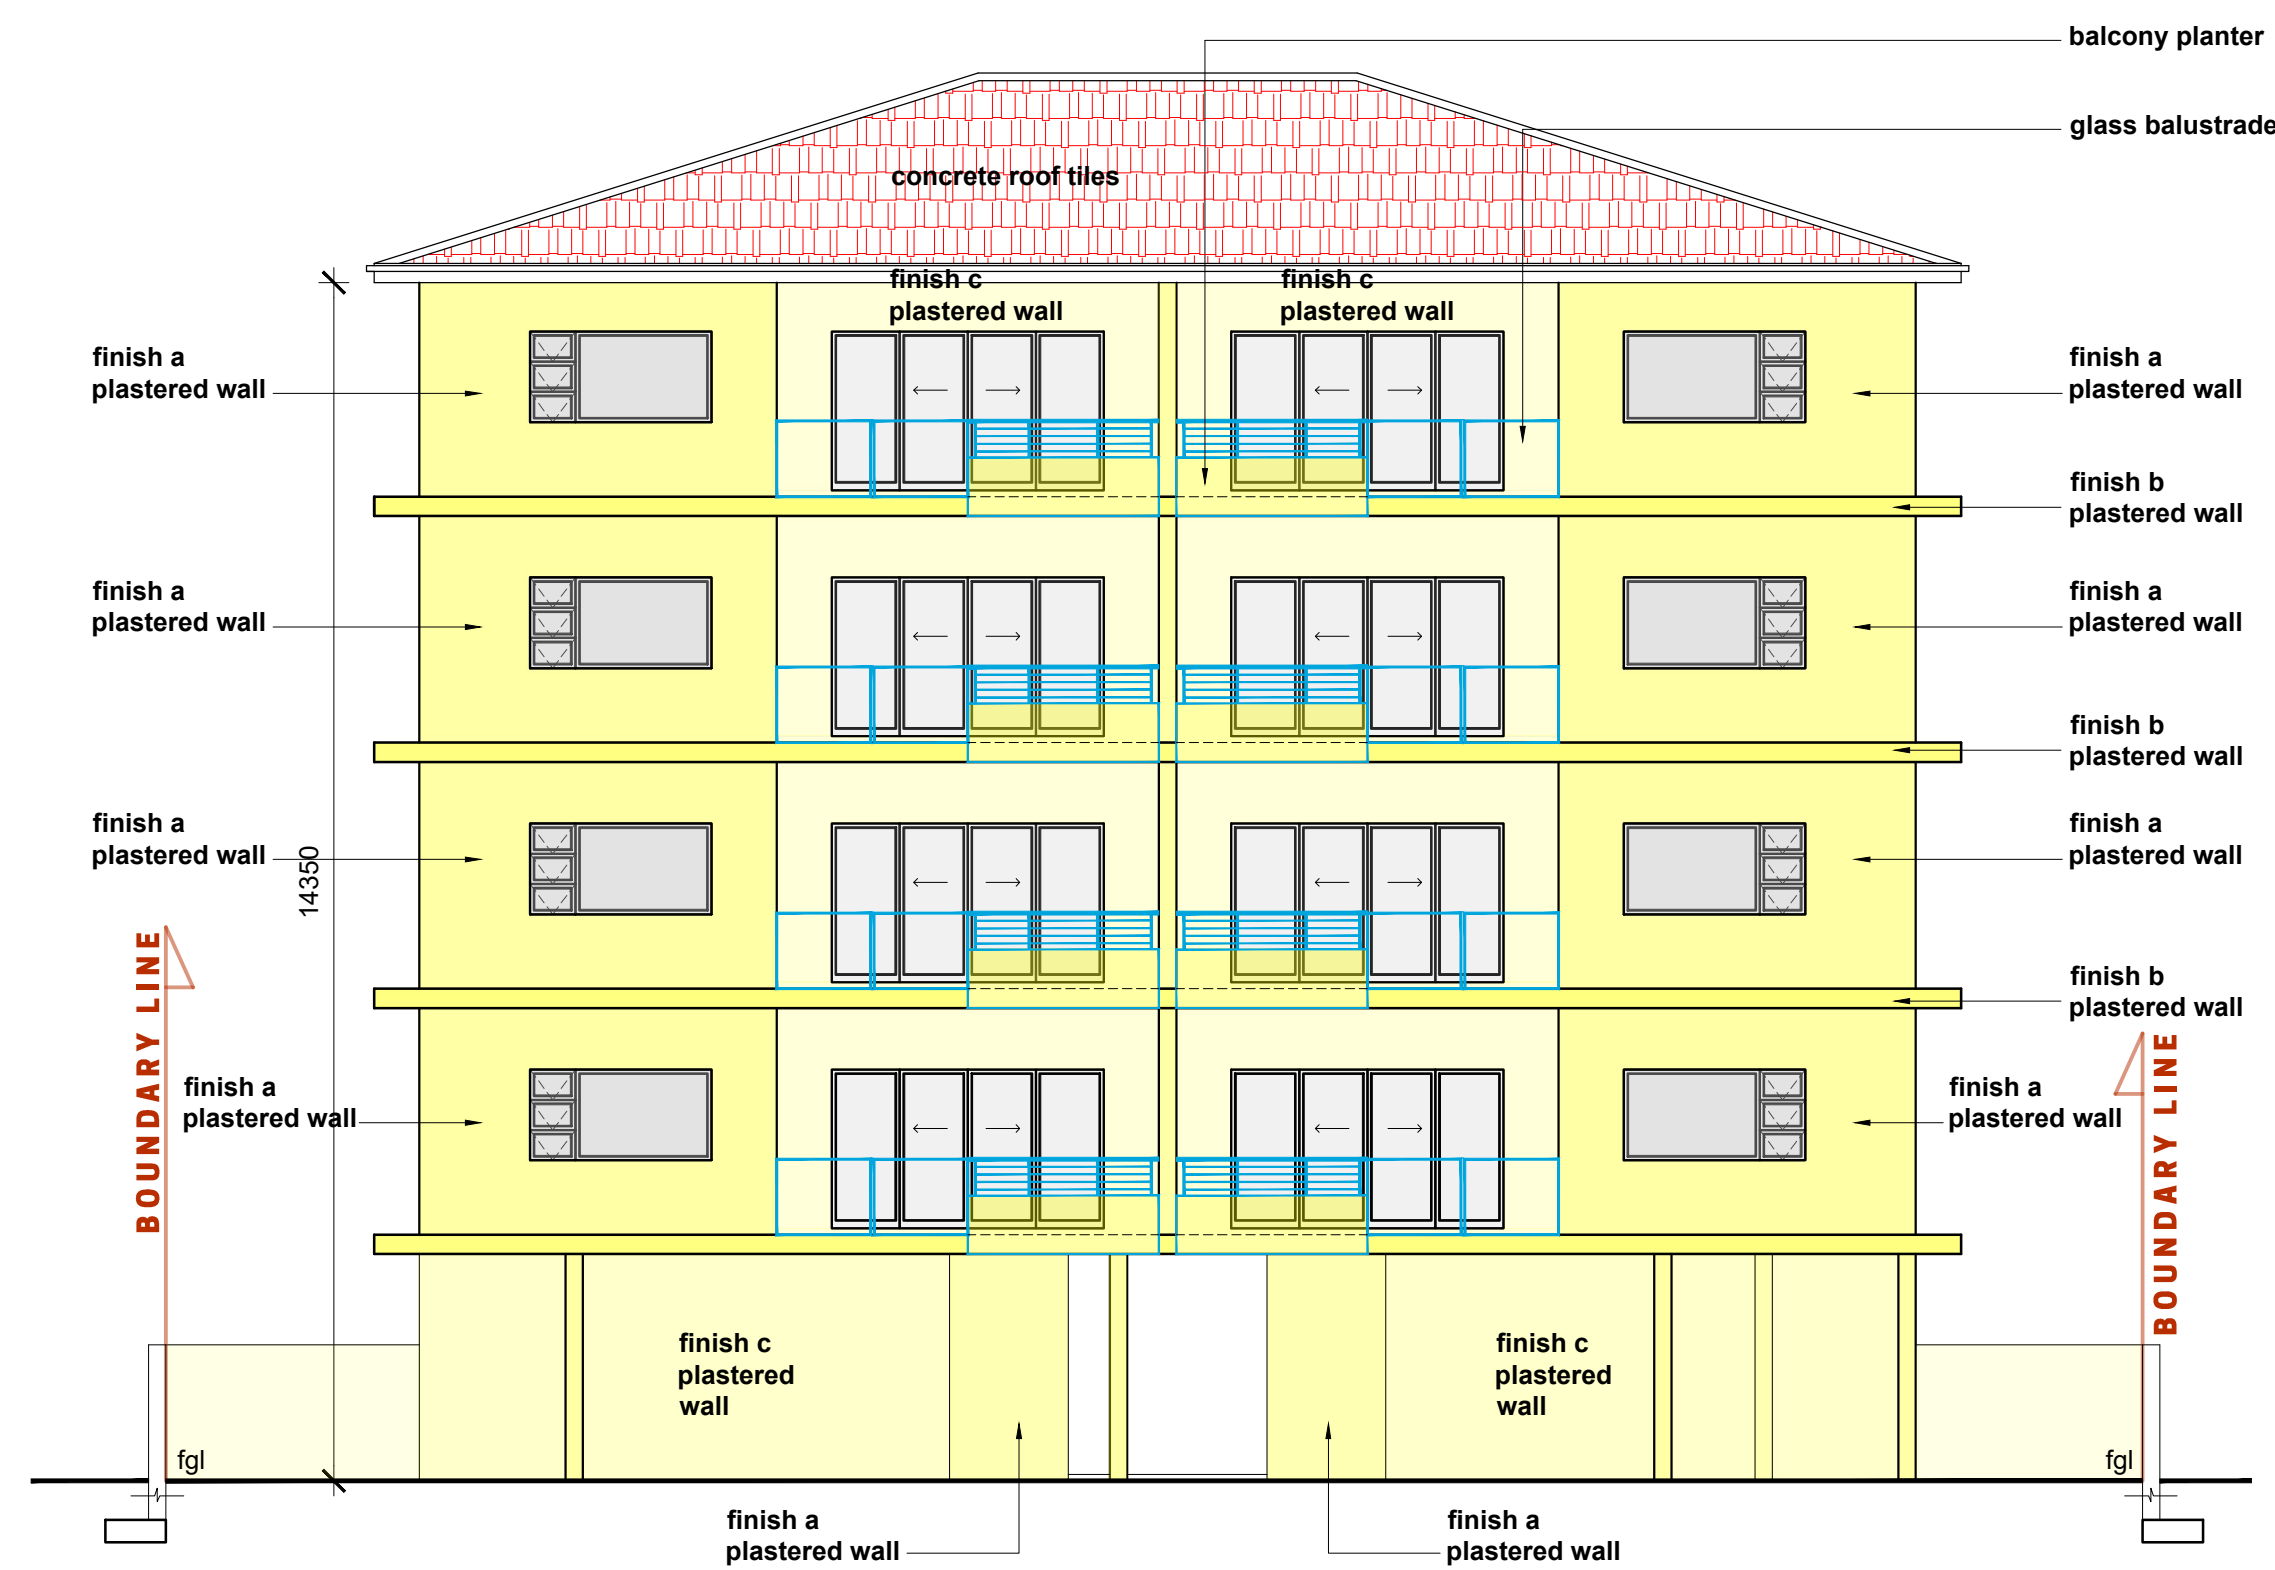 balcony planter
glass balustrade
concrete roof tiles
finish c
plastered wall
finish c
plastered wall
finish a
plastered wall
finish a
plastered wall
finish b
plastered wall
finish a
plastered wall
finish a
plastered wall
finish b
plastered wall
finish a
plastered wall
14350
finish a
plastered wall
BOUNDARY LINE
finish b
plastered wall
BOUNDARY LINE
finish a
plastered wall
finish a
plastered wall
finish c
plastered
wall
finish c
plastered
wall
fgl
fgl
finish a
plastered wall
finish a
plastered wall